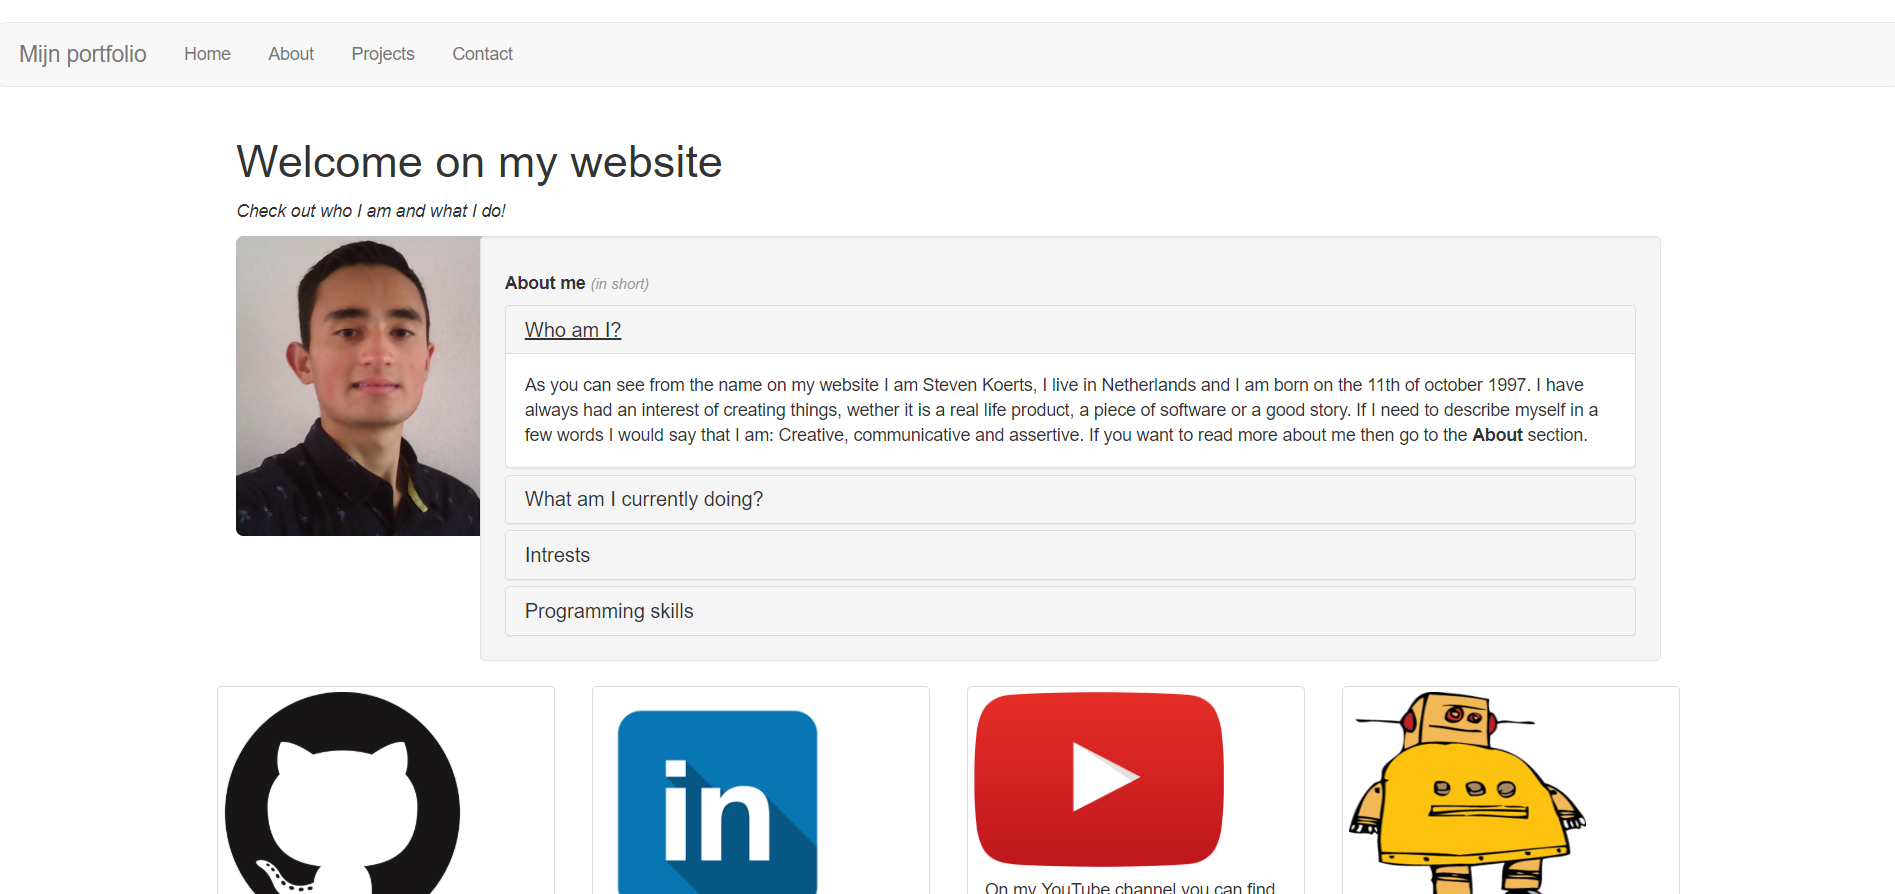 Mijn portfolio Home About Projects Contact
Welcome on my website
Check out who I am and what I do!
About me (in short)
Who am I?
As you can see from the name on my website I am Steven Koerts, I live in Netherlands and I am born on the 11th of october 1997. I have
always had an interest of creating things, wether it is a real life product, a piece of software or a good story. If I need to describe myself in a
few words I would say that I am: Creative, communicative and assertive. If you want to read more about me then go to the About section.
What am I currently doing?
Intrests
Programming skills
in
On my YouTube channel you can find